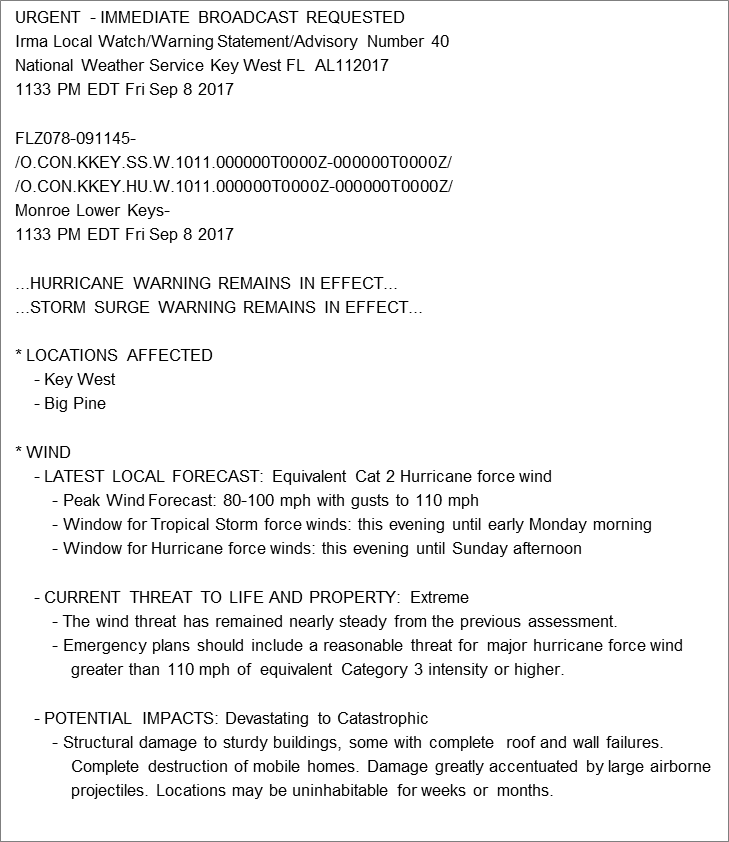 URGENT - IMMEDIATE BROADCAST REQUESTED
Irma Local Watch/Warning Statement/Advisory Number 40
National Weather Service Key West FL AL112017
1133 PM EDT Fri Sep 8 2017
FLZ078-091145-
/O.CON.KKEY.SS.W.1011.000000T0000Z-000000T0000Z/
/O.CON.KKEY.HU.W.1011.000000T0000Z-000000T0000Z/
Monroe Lower Keys-
1133 PM EDT Fri Sep 8 2017
...HURRICANE WARNING REMAINS IN EFFECT...
...STORM SURGE WARNING REMAINS IN EFFECT...
* LOCATIONS AFFECTED
- Key West
- Big Pine
* WIND
- LATEST LOCAL FORECAST: Equivalent Cat 2 Hurricane force wind
- Peak Wind Forecast: 80-100 mph with gusts to 110 mph
- Window for Tropical Storm force winds: this evening until early Monday morning
- Window for Hurricane force winds: this evening until Sunday afternoon
- CURRENT THREAT TO LIFE AND PROPERTY: Extreme
- The wind threat has remained nearly steady from the previous assessment.
- Emergency plans should include a reasonable threat for major hurricane force wind
greater than 110 mph of equivalent Category 3 intensity or higher.
- POTENTIAL IMPACTS: Devastating to Catastrophic
- Structural damage to sturdy buildings, some with complete roof and wall failures.
Complete destruction of mobile homes. Damage greatly accentuated by large airborne
projectiles. Locations may be uninhabitable for weeks or months.